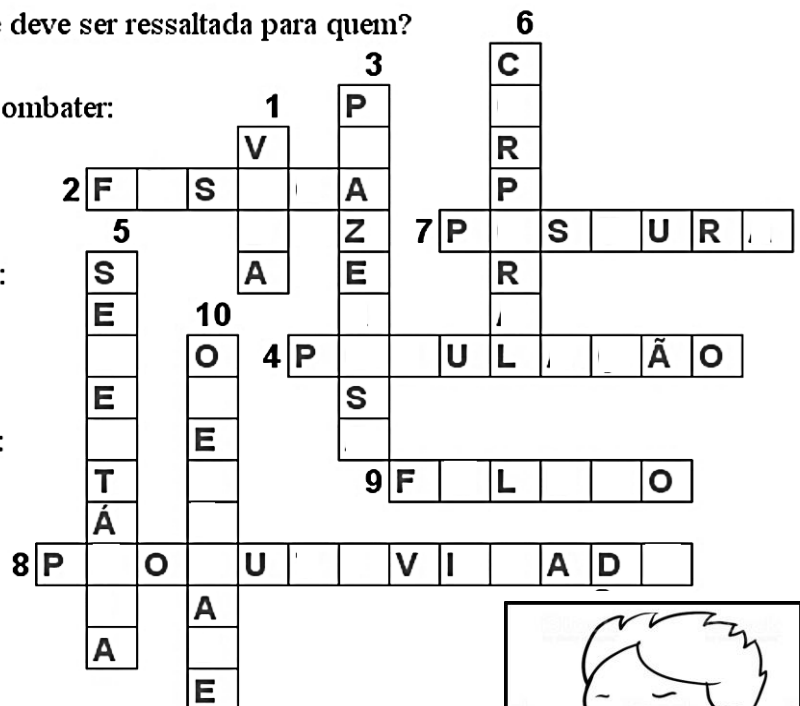 deve ser ressaltada para quem?
6
3
C
ombater:
1
P
V
R
2 F S A P
5
Z
7 P S U R
:
S
A
E
R
E
10
O
4 P U L Ã O
E
S
:
E
T
9 F L O
Á
8 P O U V I A D
A
A
E